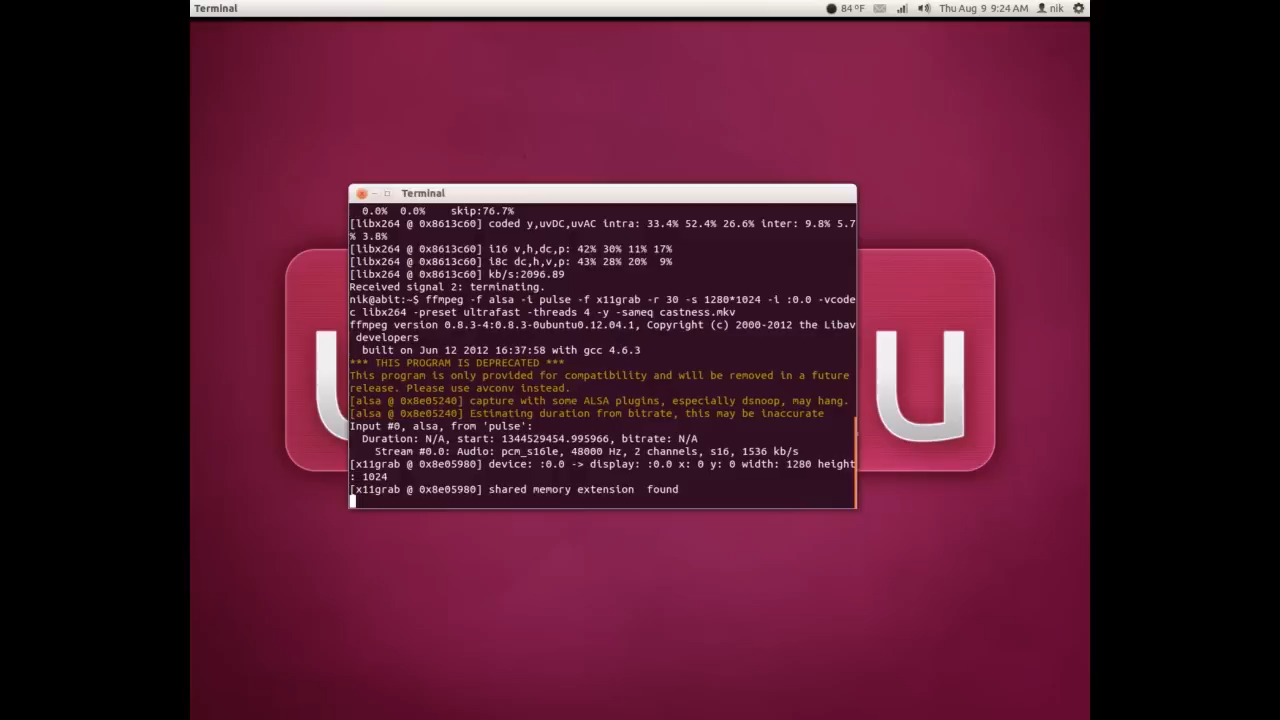 Terminal
84 °F
Thu Aug 9 9:24 AM
nik
Terminal
0.0% 0.0% skip:76.7%
[libx264 @ 0x8613c60] coded y,uvDC,uvAC intra: 33.4% 52.4% 26.6% inter: 9.8% 5.7
% 3.8%
[libx264 @ 0x8613c60] i16 v,h,dc,p: 42% 30% 11% 17%
[libx264 @ 0x8613c60] i8c dc,h,v,p: 43% 28% 20%  9%
[libx264 @ 0x8613c60] kb/s:2096.89
Received signal 2: terminating.
nik@abit:~$ ffmpeg -f alsa -i pulse -f x11grab -r 30 -s 1280*1024 -i :0.0 -vcode
c libx264 -preset ultrafast -threads 4 -y -sameq castness.mkv
ffmpeg version 0.8.3-4:0.8.3-0ubuntu0.12.04.1, Copyright (c) 2000-2012 the Libav
developers
built on Jun 12 2012 16:37:58 with gcc 4.6.3
*** THIS PROGRAM IS DEPRECATED ***
This program is only provided for compatibility and will be removed in a future
release. Please use avconv instead.
[alsa @ 0x8e05240] capture with some ALSA plugins, especially dsnoop, may hang.
[alsa @ 0x8e05240] Estimating duration from bitrate, this may be inaccurate
Input #0, alsa, from 'pulse':
Duration: N/A, start: 1344529454.995966, bitrate: N/A
Stream #0.0: Audio: pcm_s16le, 48000 Hz, 2 channels, s16, 1536 kb/s
[x11grab @ 0x8e05980] device: :0.0 -> display: :0.0 x: 0 y: 0 width: 1280 height
: 1024
[x11grab @ 0x8e05980] shared memory extension  found
u
u